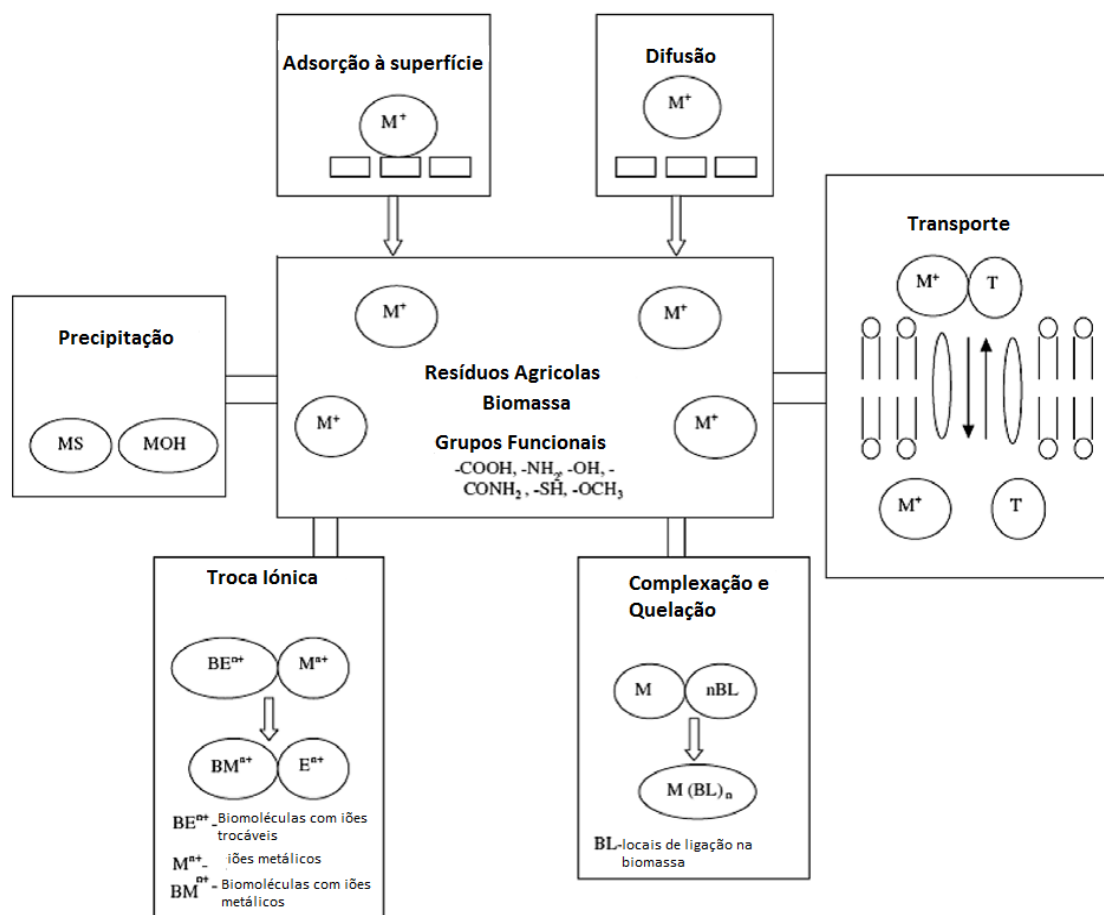 Adsorção à superfície
M⁺
Difusão
M⁺
Transporte
M⁺ T
M⁺ T
Precipitação
MS MOH
M⁺ M⁺
Resíduos Agricolas
Biomassa
M⁺ M⁺
Grupos Funcionais
-COOH, -NH₂, -OH, -
CONH₂, -SH, -OCH₃
Troca Iónica
BEⁿ⁺ Mⁿ⁺
BMⁿ⁺ Eⁿ⁺
BEⁿ⁺-Biomoléculas com iões
trocáveis
Mⁿ⁺- iões metálicos
BMⁿ⁺-Biomoléculas com iões
metálicos
Complexação e
Quelação
M nBL
M (BL)ₙ
BL-locais de ligação na
biomassa